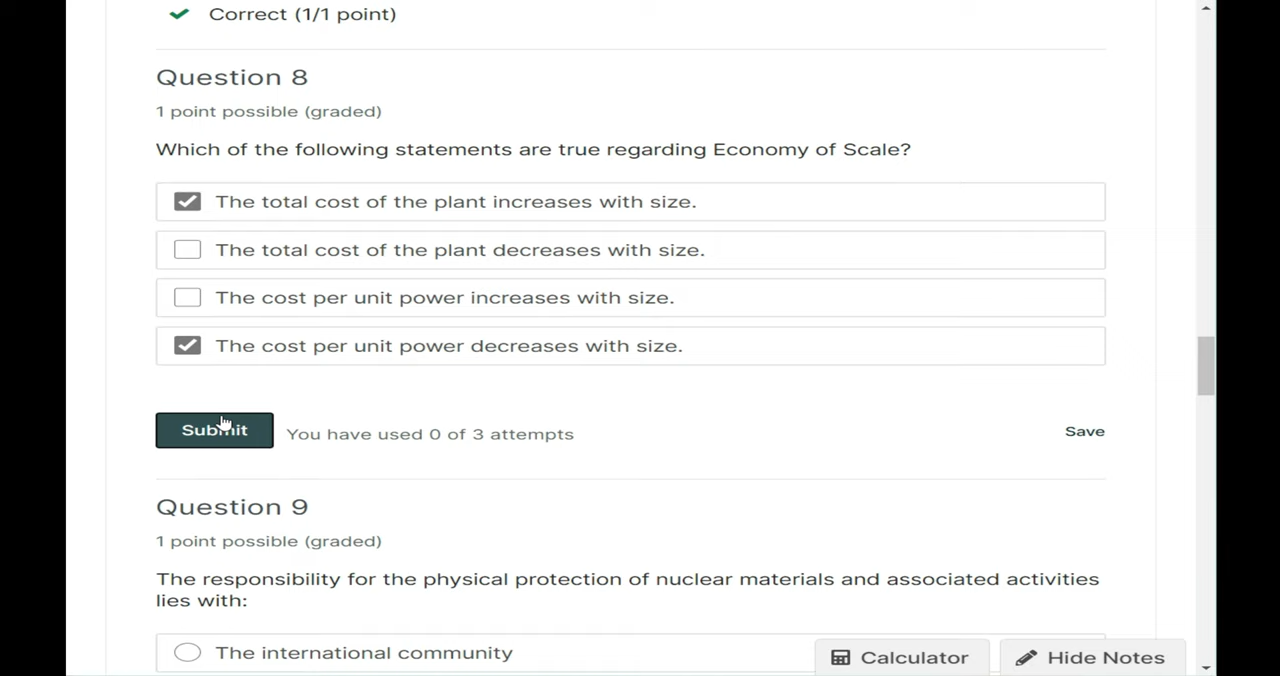 Correct (1/1 point)
Question 8
1 point possible (graded)
Which of the following statements are true regarding Economy of Scale?
The total cost of the plant increases with size.
The total cost of the plant decreases with size.
The cost per unit power increases with size.
The cost per unit power decreases with size.
Submit
You have used 0 of 3 attempts
Save
Question 9
1 point possible (graded)
The responsibility for the physical protection of nuclear materials and associated activities
lies with:
The international community
Calculator
Hide Notes